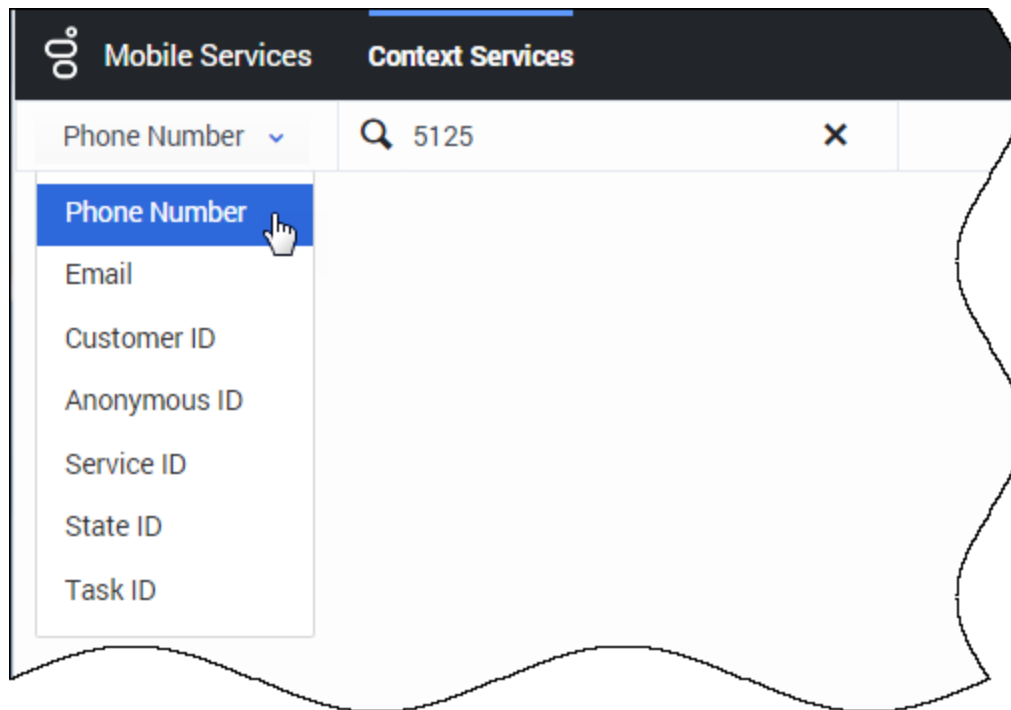 Mobile Services Context Services
Phone Number 5125
Phone Number
Email
Customer ID
Anonymous ID
Service ID
State ID
Task ID